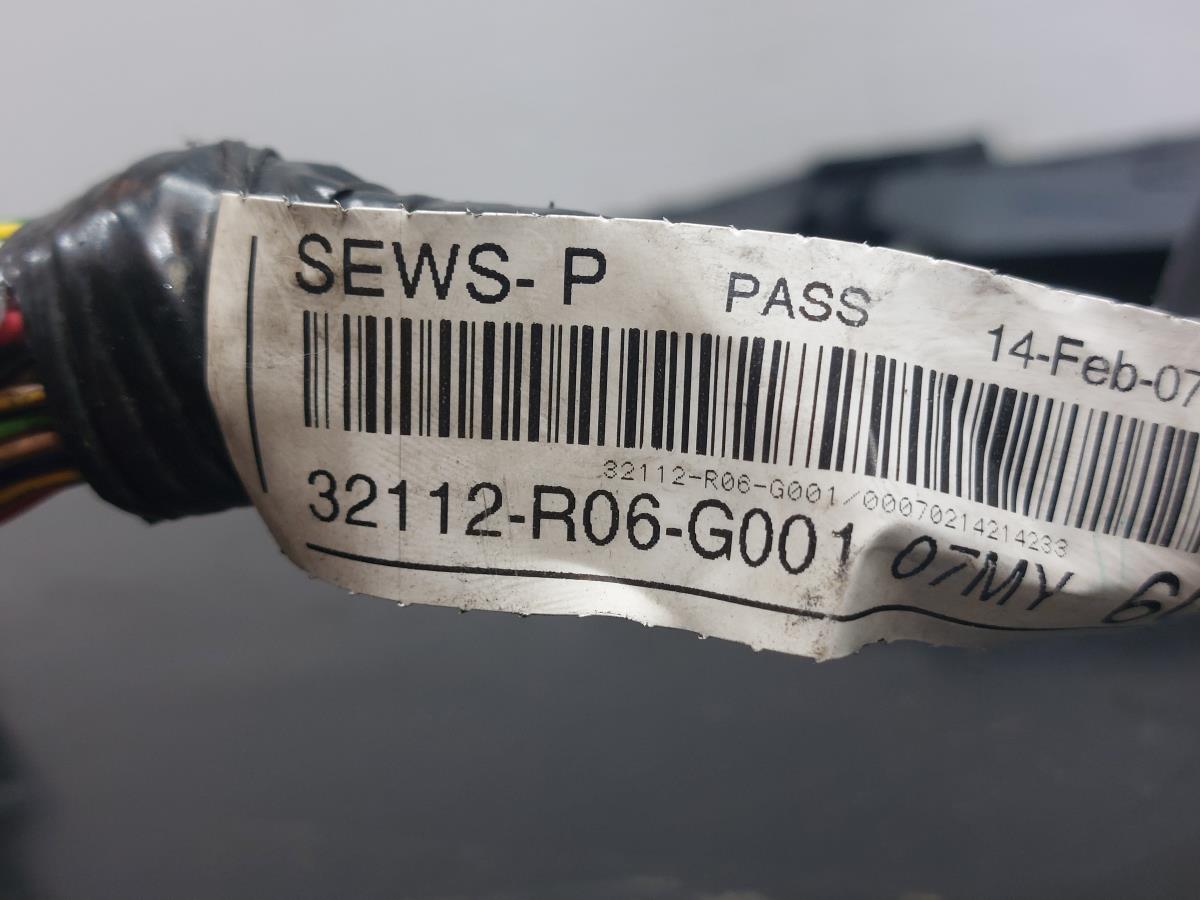 SEWS- P PASS 14-Feb-07
32112-R06-G001/00070214214233
32112-R06-G001 07MY